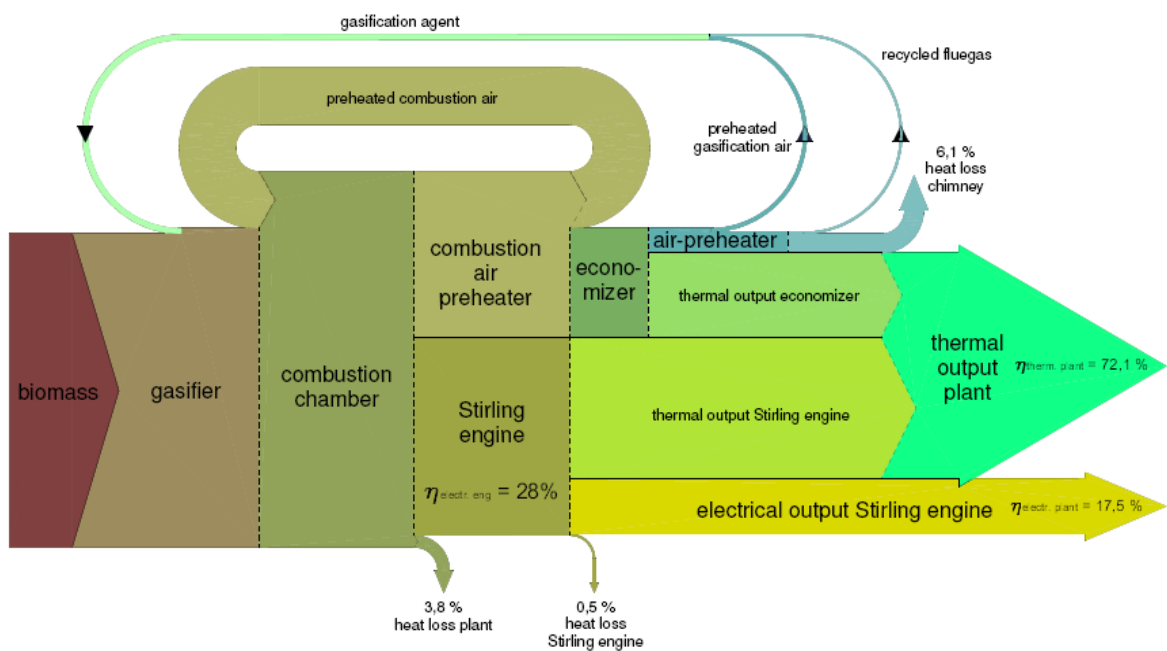 gasification agent
recycled fluegas
preheated combustion air
preheated
gasification air
6,1 %
heat loss
chimney
biomass
gasifier
combustion
chamber
combustion
air
preheater
econo-
mizer
air-preheater
thermal output economizer
thermal
output
plant
ηtherm. plant = 72,1 %
Stirling
engine
thermal output Stirling engine
ηelectr. eng = 28%
electrical output Stirling engine
ηelectr. plant = 17,5 %
3,8 %
heat loss plant
0,5 %
heat loss
Stirling engine